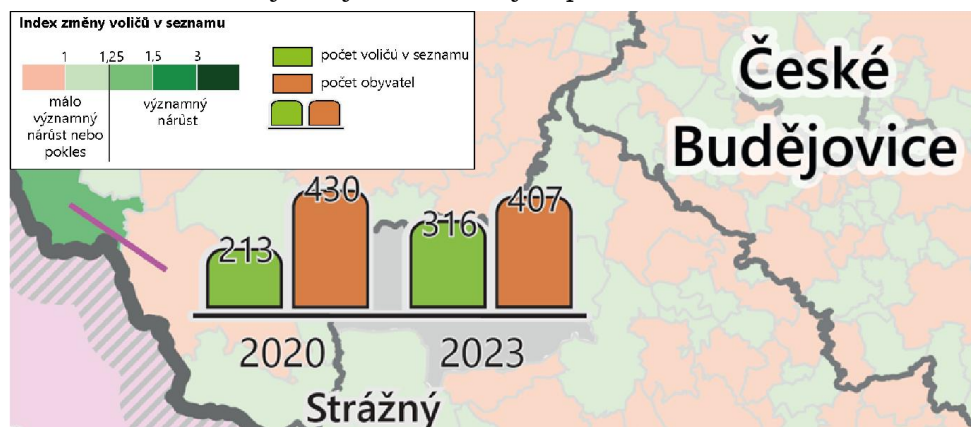 Index změny voličů v seznamu
1 1,25 1,5 3
málo
významný
nárůst nebo
pokles
významný
nárůst
počet voličů v seznamu
počet obyvatel
České
Budějovice
213 430 316 407
2020 2023
Strážný